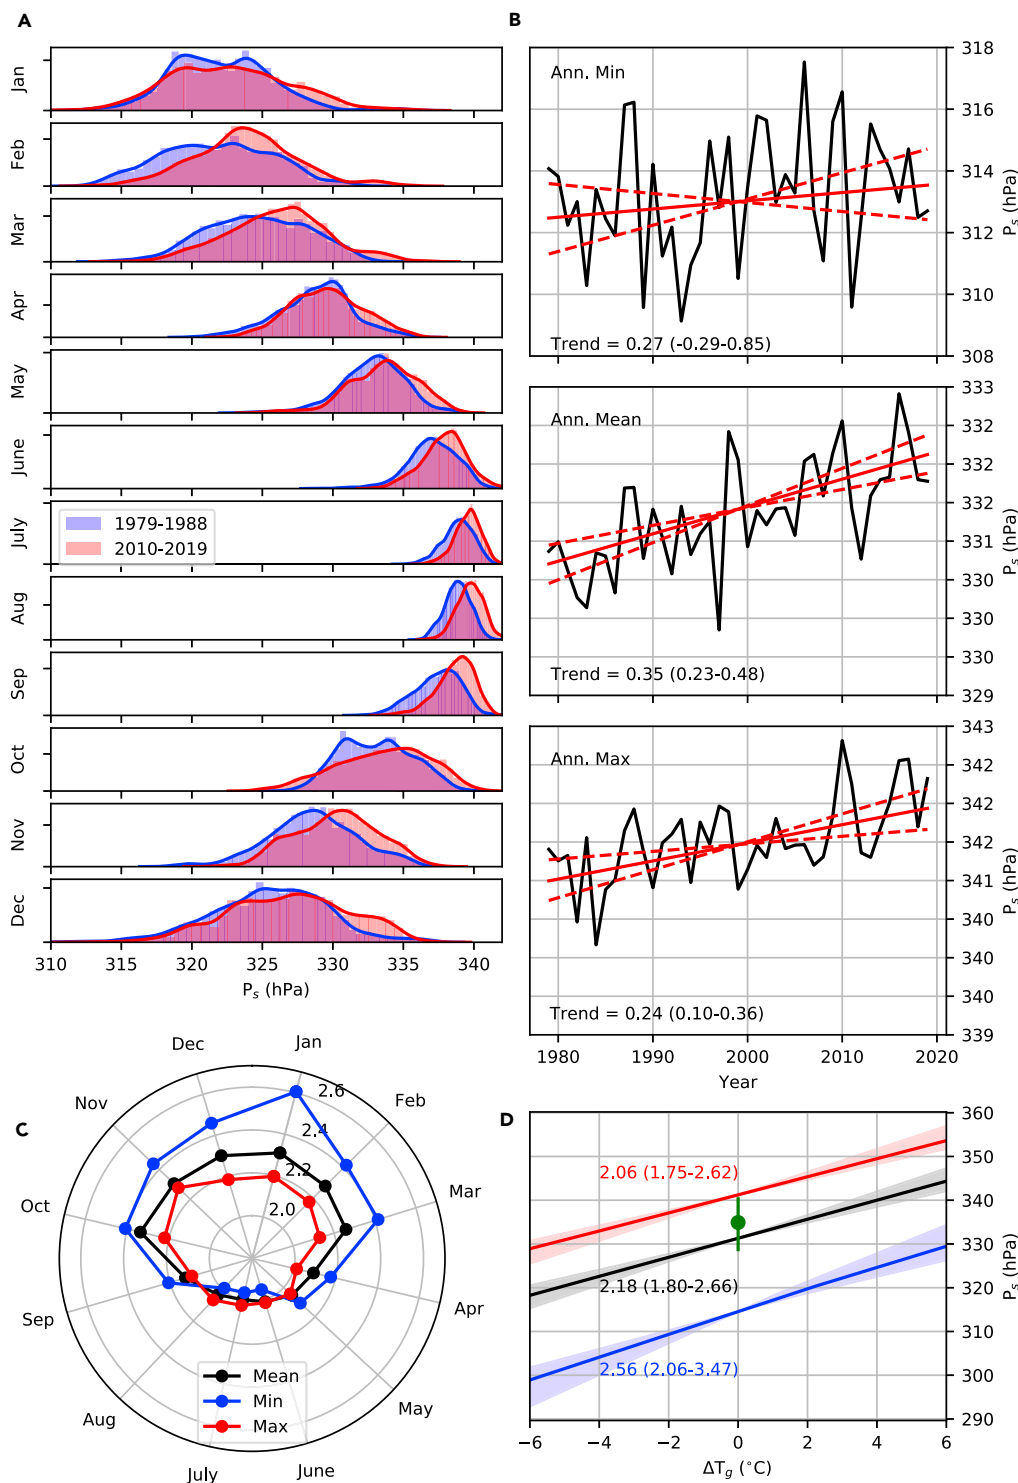 A
Jan
Feb
Mar
Apr
May
June
July
1979-1988
2010-2019
Aug
Sep
Oct
Nov
Dec
310 315 320 325 330 335 340
Pₛ (hPa)
B
Ann. Min
318
316
314
312
310
308
Pₛ (hPa)
Trend = 0.27 (-0.29-0.85)
Ann. Mean
333
332
332
332
331
330
330
330
329
Pₛ (hPa)
Trend = 0.35 (0.23-0.48)
Ann. Max
343
342
342
342
341
340
340
340
339
Pₛ (hPa)
Trend = 0.24 (0.10-0.36)
1980 1990 2000 2010 2020
Year
C
Jan
Feb
Mar
Apr
May
June
July
Aug
Sep
Oct
Nov
Dec
2.6
2.4
2.2
2.0
Mean
Min
Max
D
360
350
340
330
320
310
300
290
Pₛ (hPa)
2.06 (1.75-2.62)
2.18 (1.80-2.66)
2.56 (2.06-3.47)
−6 −4 −2 0 2 4 6
ΔT_g (°C)